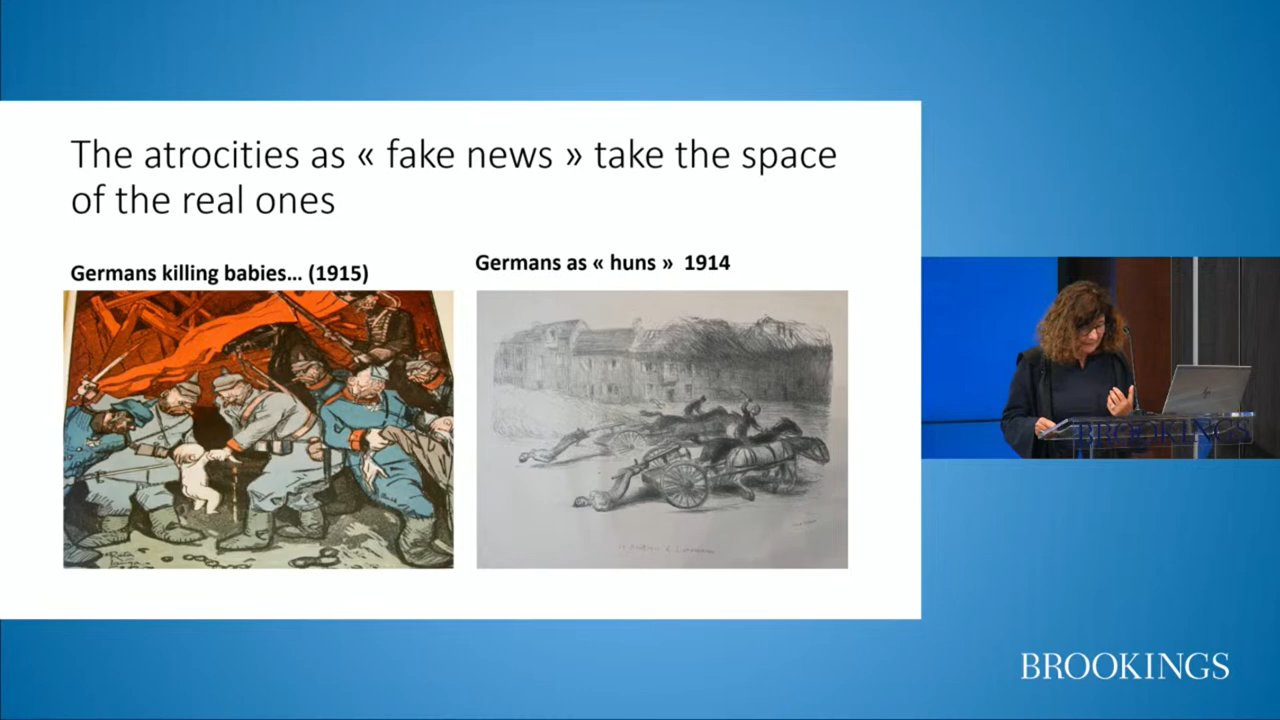 The atrocities as « fake news » take the space
of the real ones
Germans killing babies... (1915)
Germans as « huns »  1914
BROOKINGS
BROOKINGS